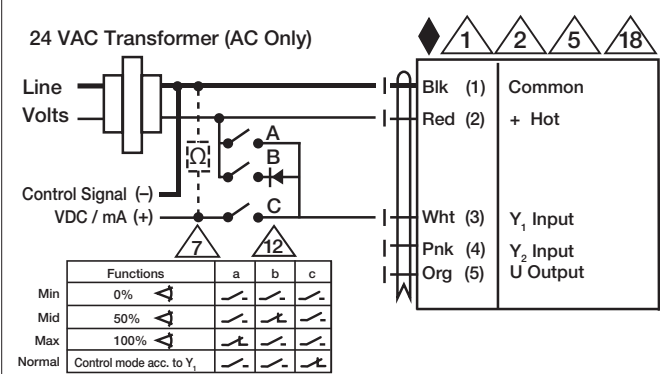 24 VAC Transformer (AC Only)
1 2 5 18
Line
Volts
Blk (1) Common
Red (2) + Hot
A
Ω
B
Control Signal (–)
C
VDC / mA (+)
Wht (3) Y1 Input
Pnk (4) Y2 Input
Org (5) U Output
7 12
Functions a b c
Min 0%
Mid 50%
Max 100%
Normal Control mode acc. to Y1